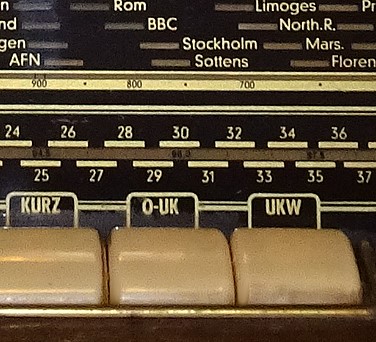 Rom Limoges
BBC North.R.
Stockholm Mars.
AFN Sottens Floren
900 800 700
24 26 28 30 32 34 36
25 27 29 31 33 35 37
KURZ O-UK UKW